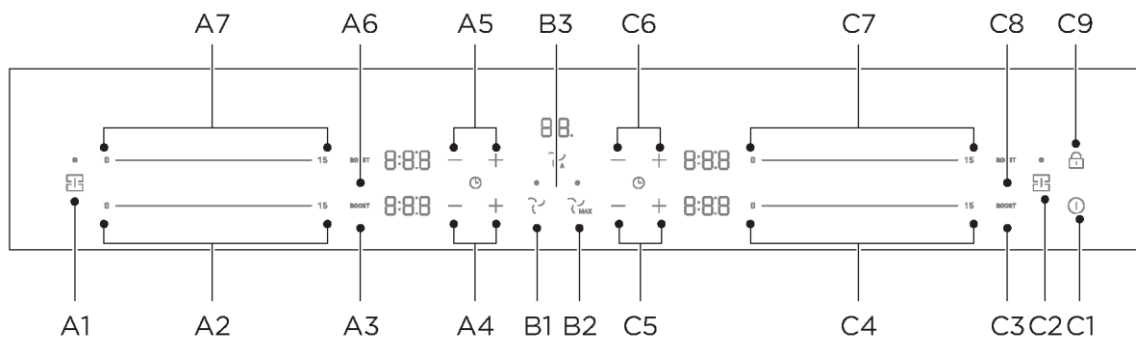 A7 A6 A5 B3 C6 C7 C8 C9
88.
0 15 BOOST 8:8.8 − + A − + 8:8.8 0 15 BOOST
0 15 BOOST 8:8.8 − + MAX − + 8:8.8 0 15 BOOST
A1 A2 A3 A4 B1 B2 C5 C4 C3 C2 C1